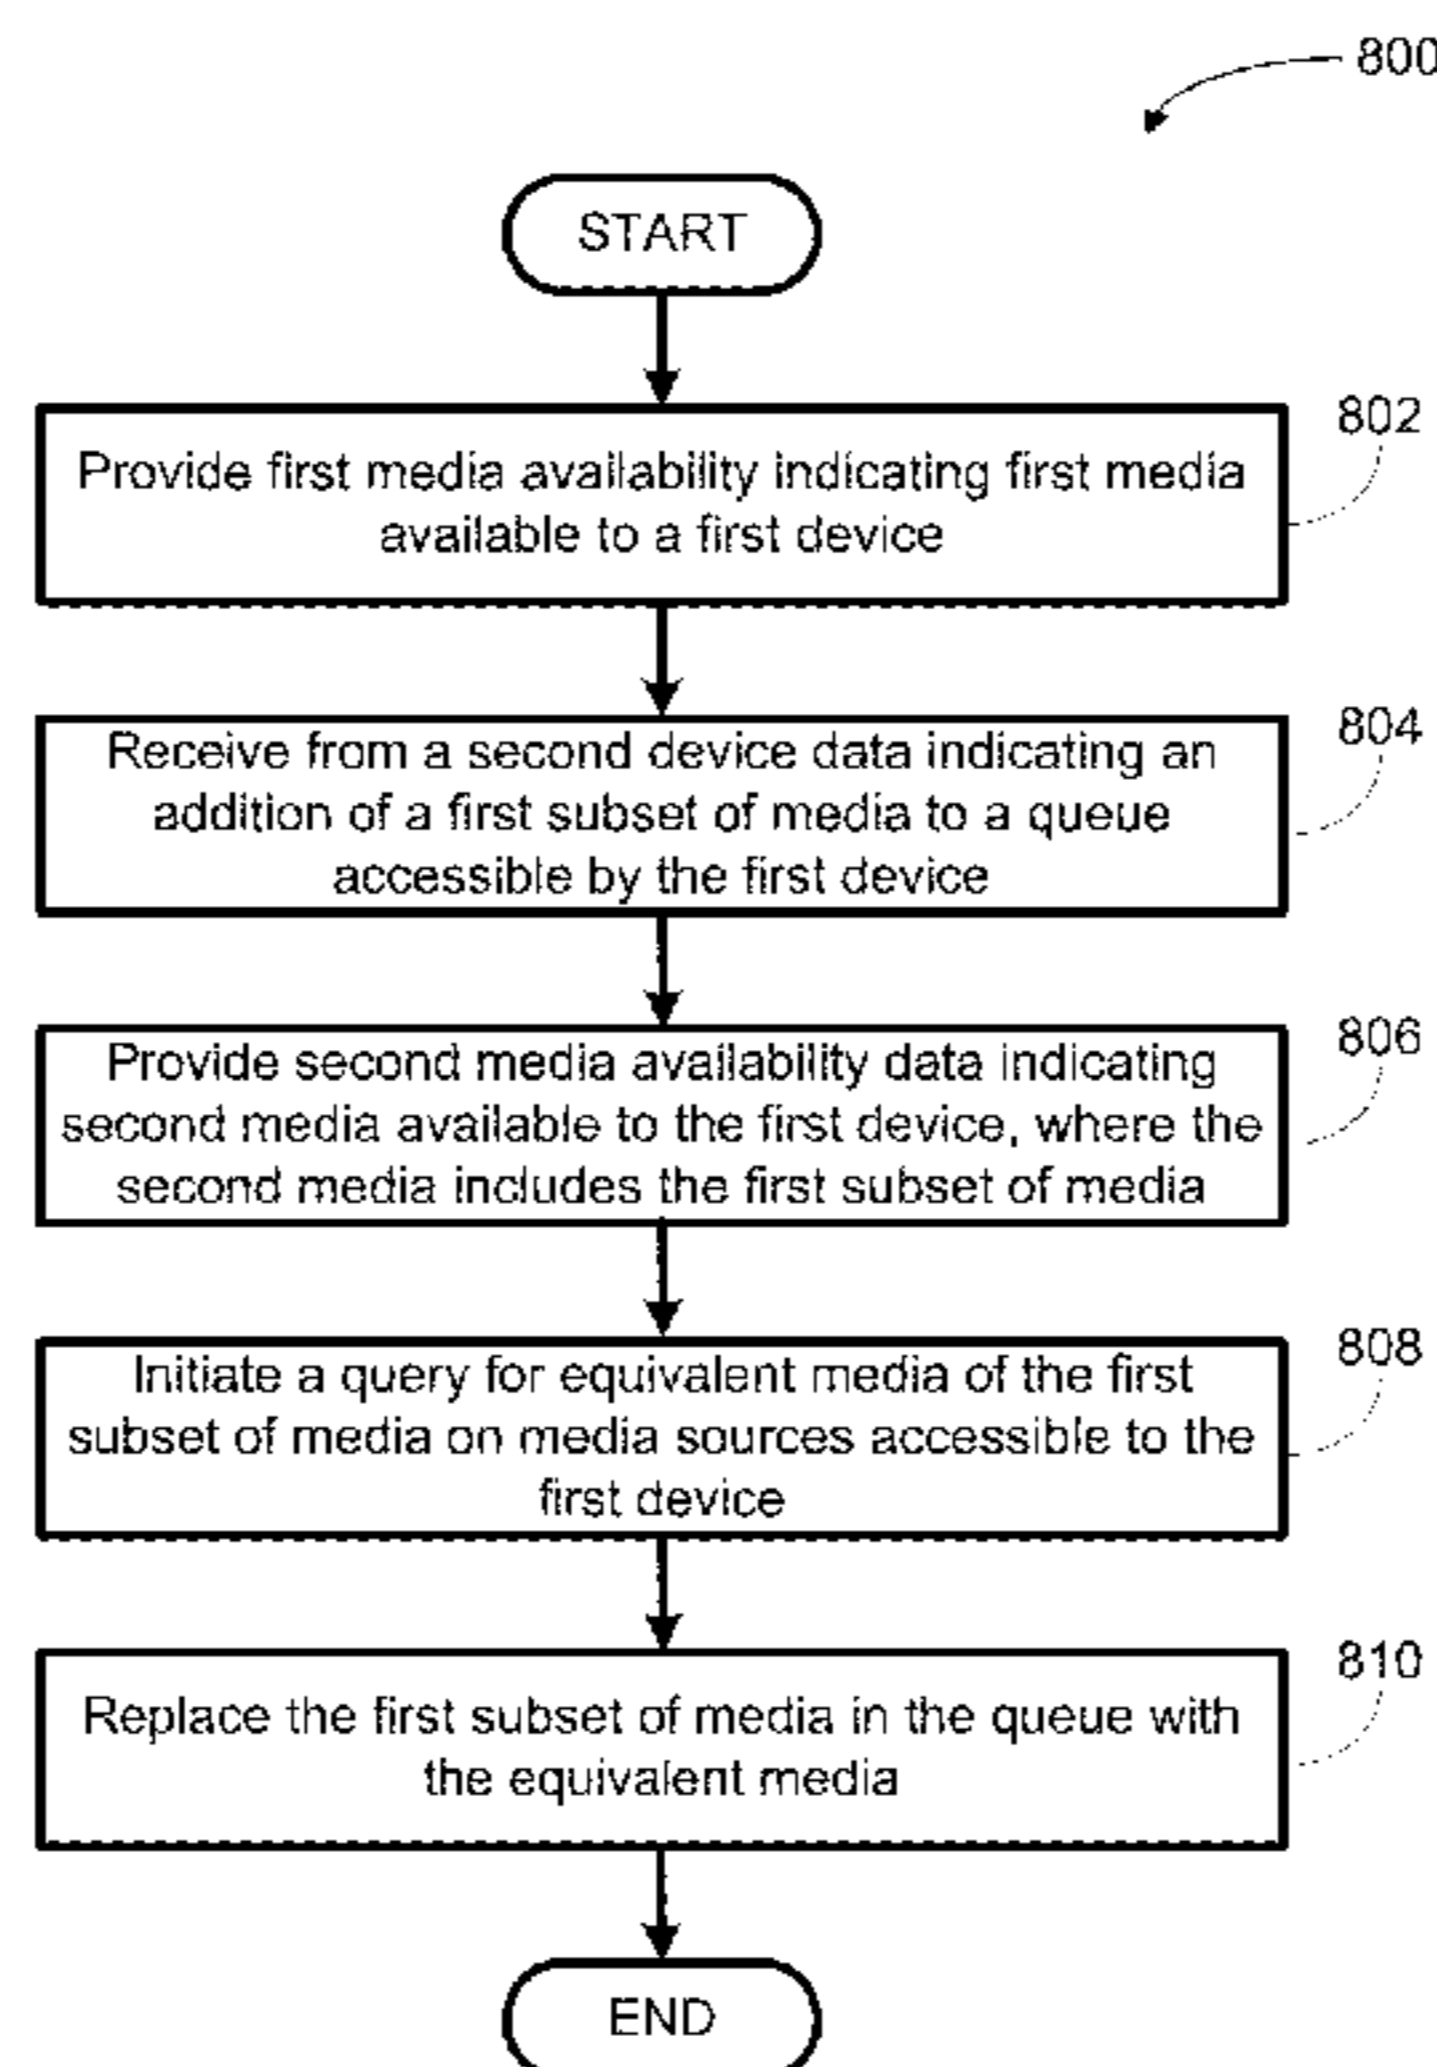 800
START
802
Provide first media availability indicating first media
available to a first device
804
Receive from a second device data indicating an
addition of a first subset of media to a queue
accessible by the first device
806
Provide second media availability data indicating
second media available to the first device, where the
second media includes the first subset of media
808
Initiate a query for equivalent media of the first
subset of media on media sources accessible to the
first device
810
Replace the first subset of media in the queue with
the equivalent media
END